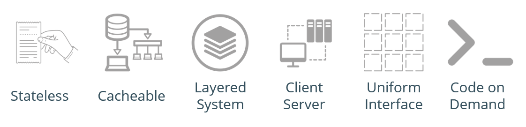 Stateless
Cacheable
Layered
System
Client
Server
Uniform
Interface
Code on
Demand